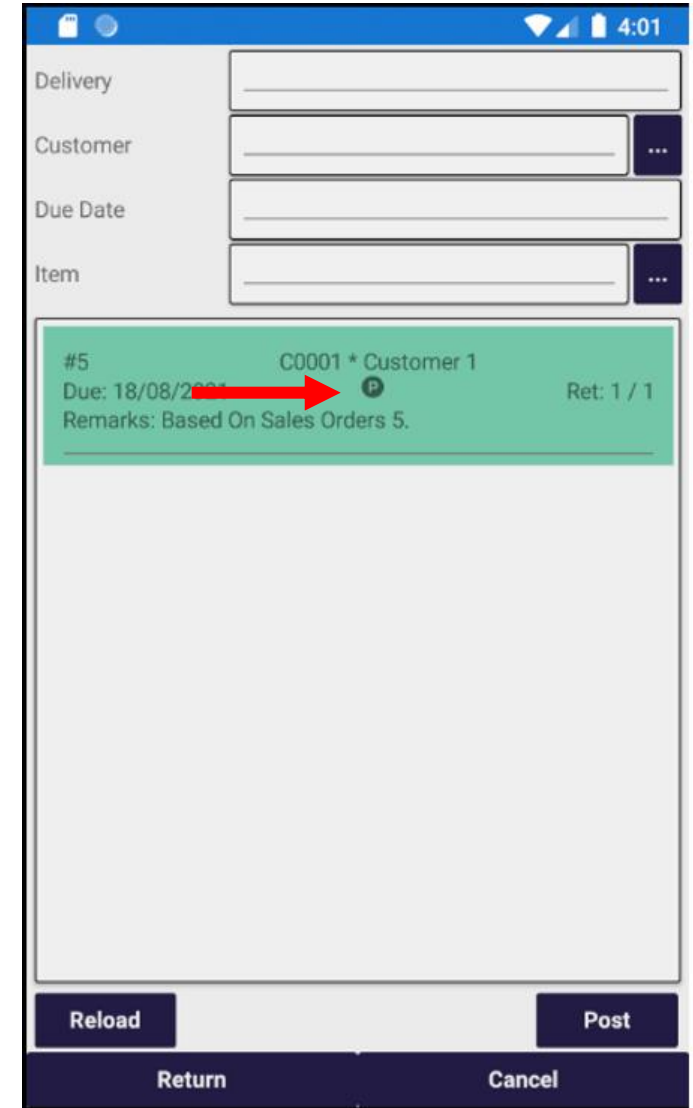 4:01
Delivery
Customer
...
Due Date
Item
...
#5 C0001 * Customer 1
Due: 18/08/2021 P Ret: 1 / 1
Remarks: Based On Sales Orders 5.
Reload Post
Return Cancel